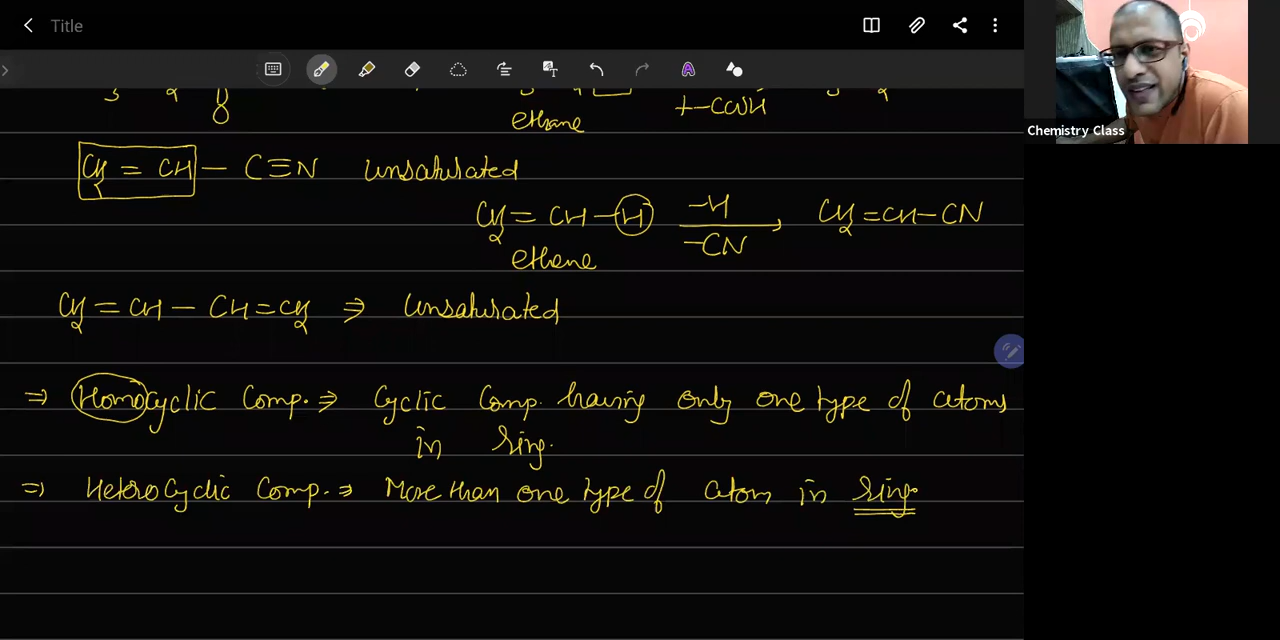 Title
Chemistry Class
+-COOH
ethane
CH2 = CH - C≡N unsaturated
CH2 = CH - H -H CH2=CH-CN
-CN
ethene
CH2 = CH - CH = CH2 ⇒ Unsaturated
⇒ Homocyclic Comp. ⇒ Cyclic Comp. having only one type of atoms
in ring.
⇒ Heterocyclic Comp. ⇒ More than one type of atom in ring.